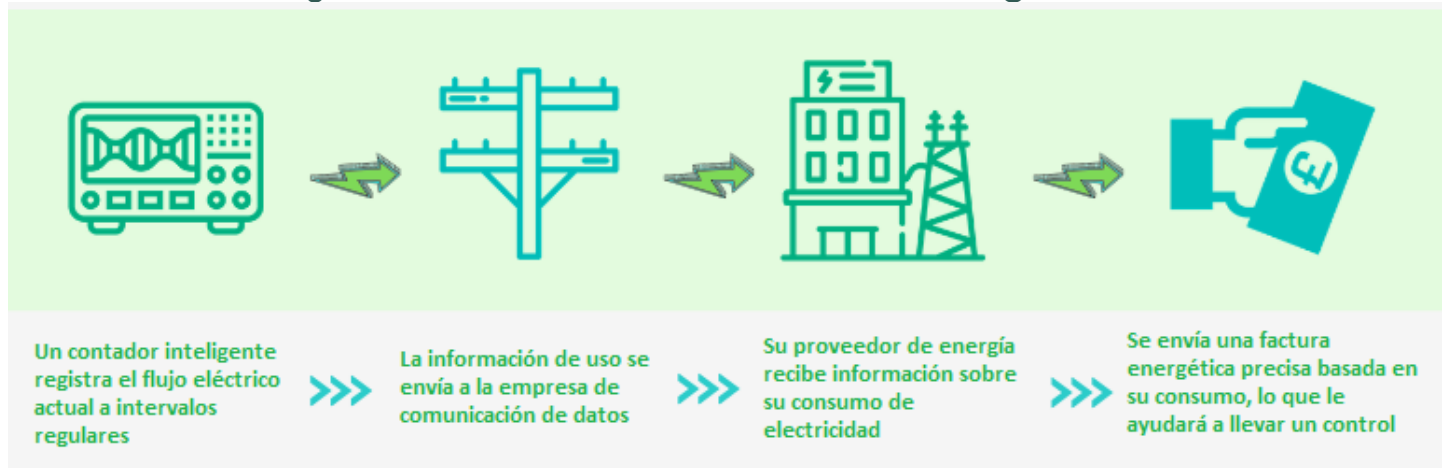 Un contador inteligente
registra el flujo eléctrico
actual a intervalos
regulares
La información de uso se
envía a la empresa de
comunicación de datos
Su proveedor de energía
recibe información sobre
su consumo de
electricidad
Se envía una factura
energética precisa basada en
su consumo, lo que le
ayudará a llevar un control
£